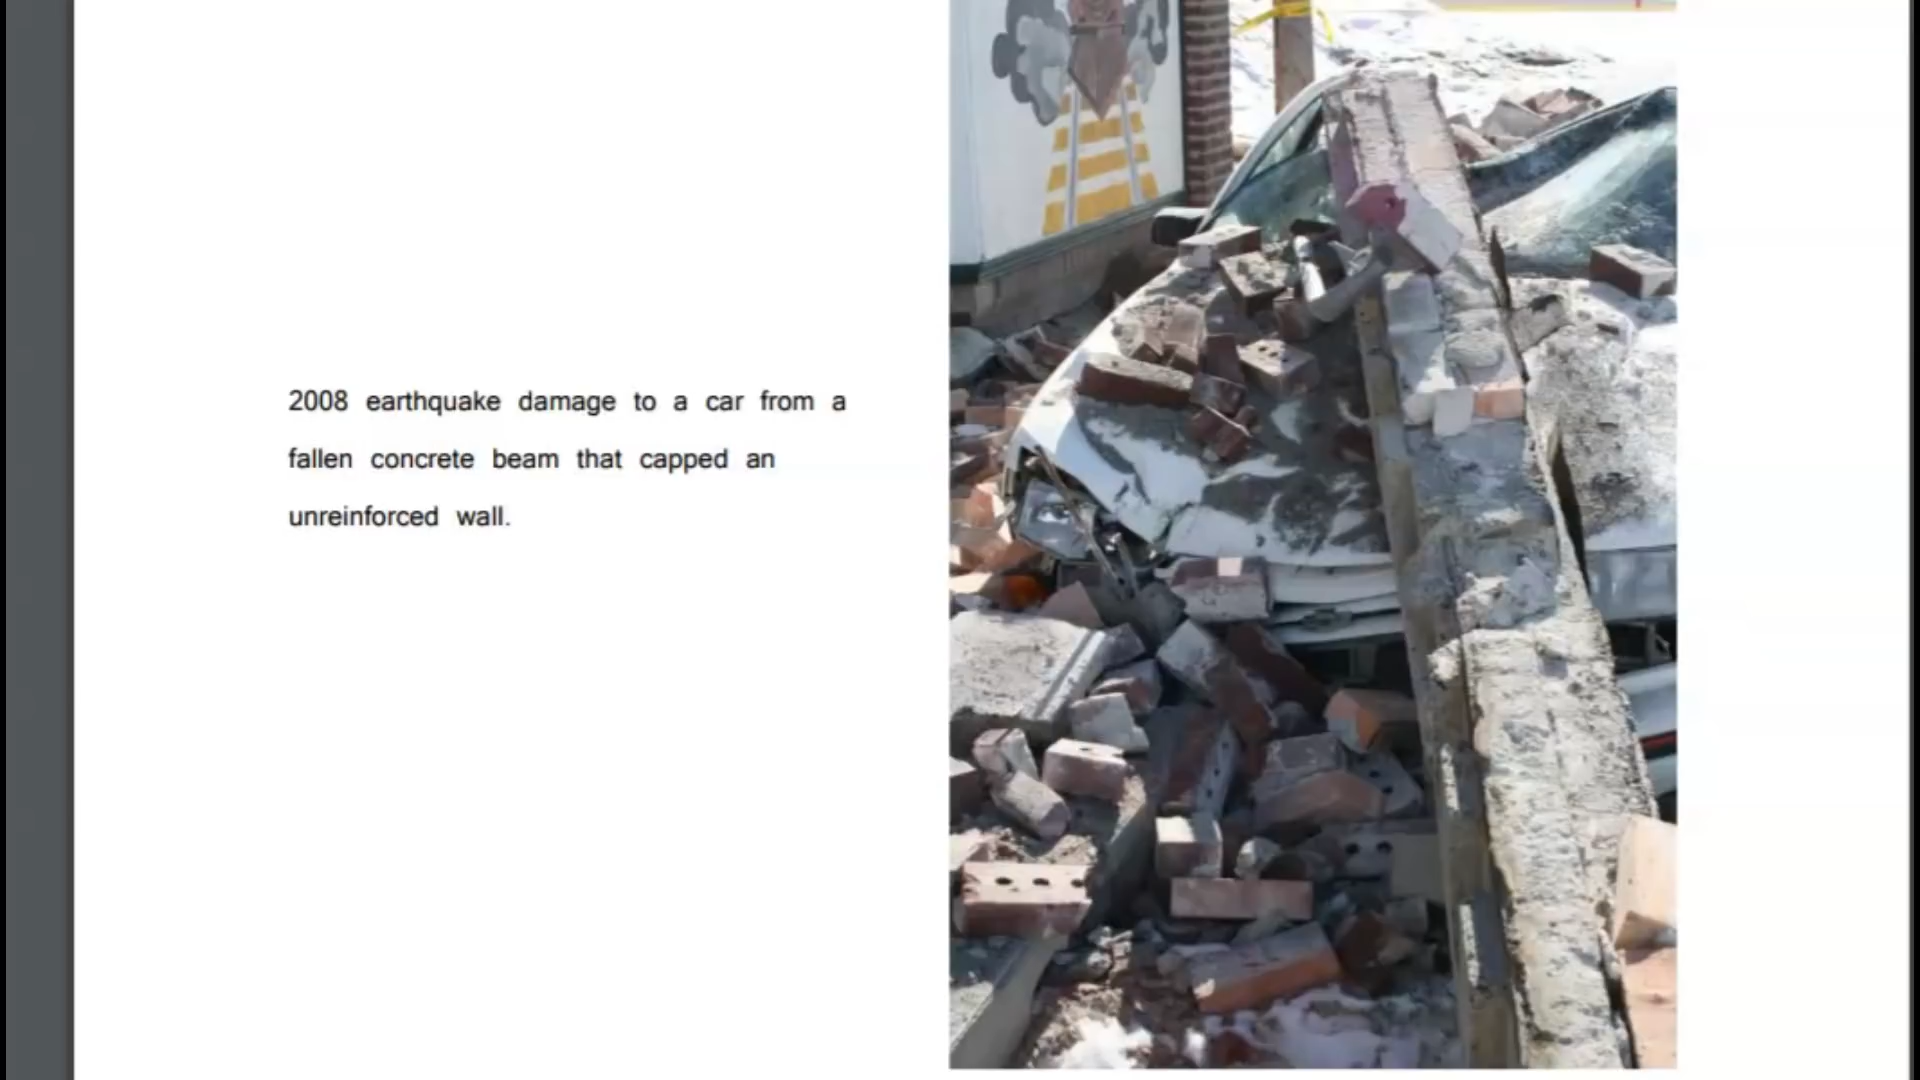 2008 earthquake damage to a car from a
fallen concrete beam that capped an
unreinforced wall.